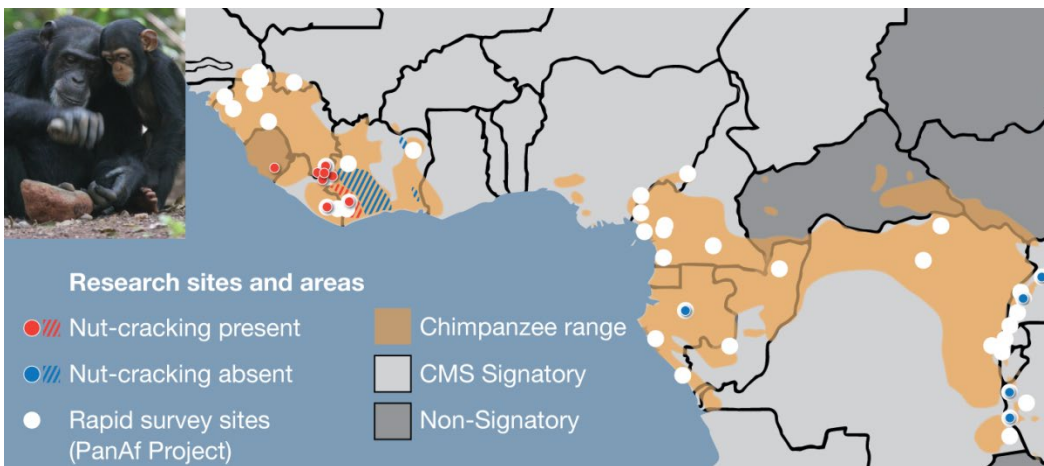 Research sites and areas
Nut-cracking present
Nut-cracking absent
Rapid survey sites
(PanAf Project)
Chimpanzee range
CMS Signatory
Non-Signatory